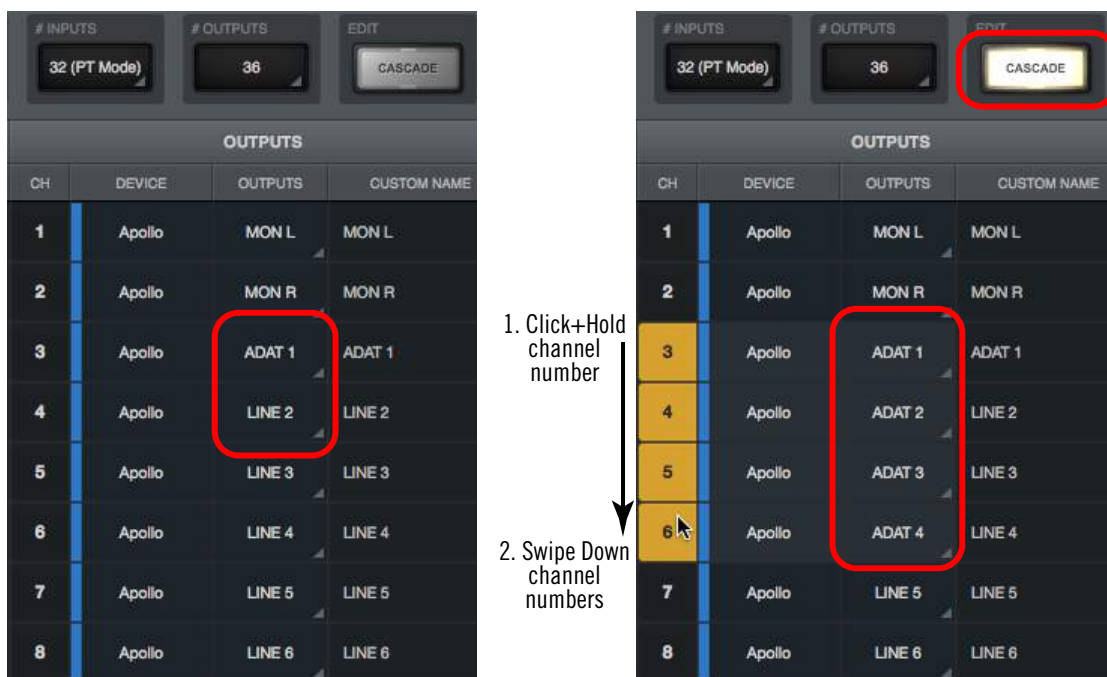 # INPUTS # OUTPUTS EDIT
32 (PT Mode) 36 CASCADE
OUTPUTS
CH DEVICE OUTPUTS CUSTOM NAME
1 Apollo MON L MON L
2 Apollo MON R MON R
3 Apollo ADAT 1 ADAT 1
4 Apollo LINE 2 LINE 2
5 Apollo LINE 3 LINE 3
6 Apollo LINE 4 LINE 4
7 Apollo LINE 5 LINE 5
8 Apollo LINE 6 LINE 6
1. Click+Hold
channel
number
2. Swipe Down
channel
numbers
# INPUTS # OUTPUTS EDIT
32 (PT Mode) 36 CASCADE
OUTPUTS
CH DEVICE OUTPUTS CUSTOM NAME
1 Apollo MON L MON L
2 Apollo MON R MON R
3 Apollo ADAT 1 ADAT 1
4 Apollo ADAT 2 LINE 2
5 Apollo ADAT 3 LINE 3
6 Apollo ADAT 4 LINE 4
7 Apollo LINE 5 LINE 5
8 Apollo LINE 6 LINE 6